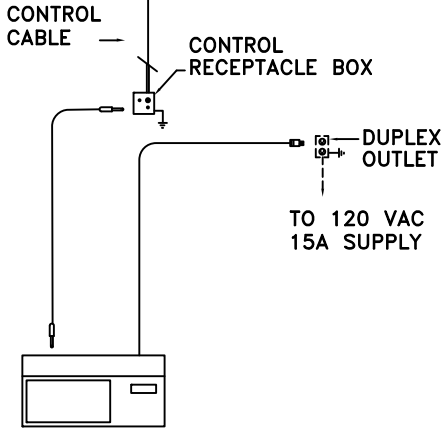 CONTROL
CABLE
CONTROL
RECEPTACLE BOX
DUPLEX
OUTLET
TO 120 VAC
15A SUPPLY